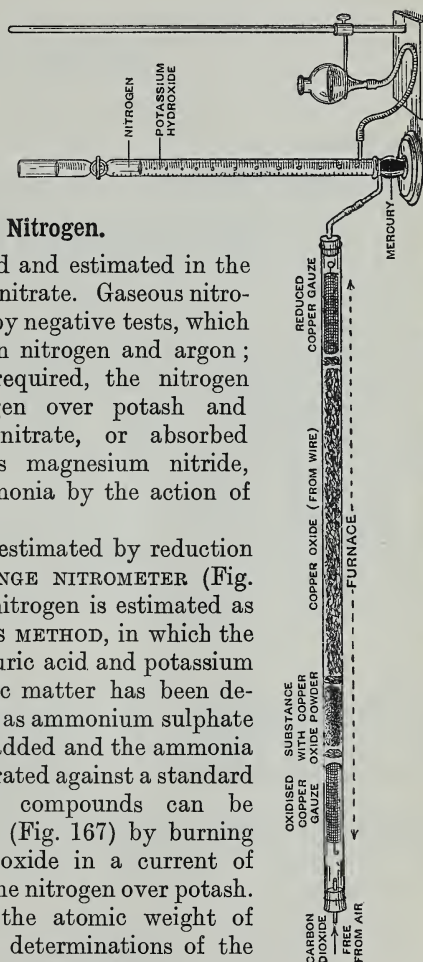 Nitrogen.
d and estimated in the
nitrate. Gaseous nitro-
by negative tests, which
n nitrogen and argon ;
required, the nitrogen
gen over potash and
nitrate, or absorbed
s magnesium nitride,
monia by the action of
estimated by reduction
NGE NITROMETER (Fig.
nitrogen is estimated as
S METHOD, in which the
uric acid and potassium
c matter has been de-
as ammonium sulphate
added and the ammonia
rated against a standard
compounds can be
(Fig. 167) by burning
oxide in a current of
ne nitrogen over potash.
the atomic weight of
determinations of the
NITROGEN
POTASSIUM
HYDROXIDE
MERCURY
REDUCED
COPPER GAUZE
COPPER OXIDE (FROM WIRE)
FURNACE
SUBSTANCE
WITH COPPER
OXIDE POWDER
OXIDISED
COPPER
GAUZE
CARBON
DIOXIDE
FREE
FROM AIR